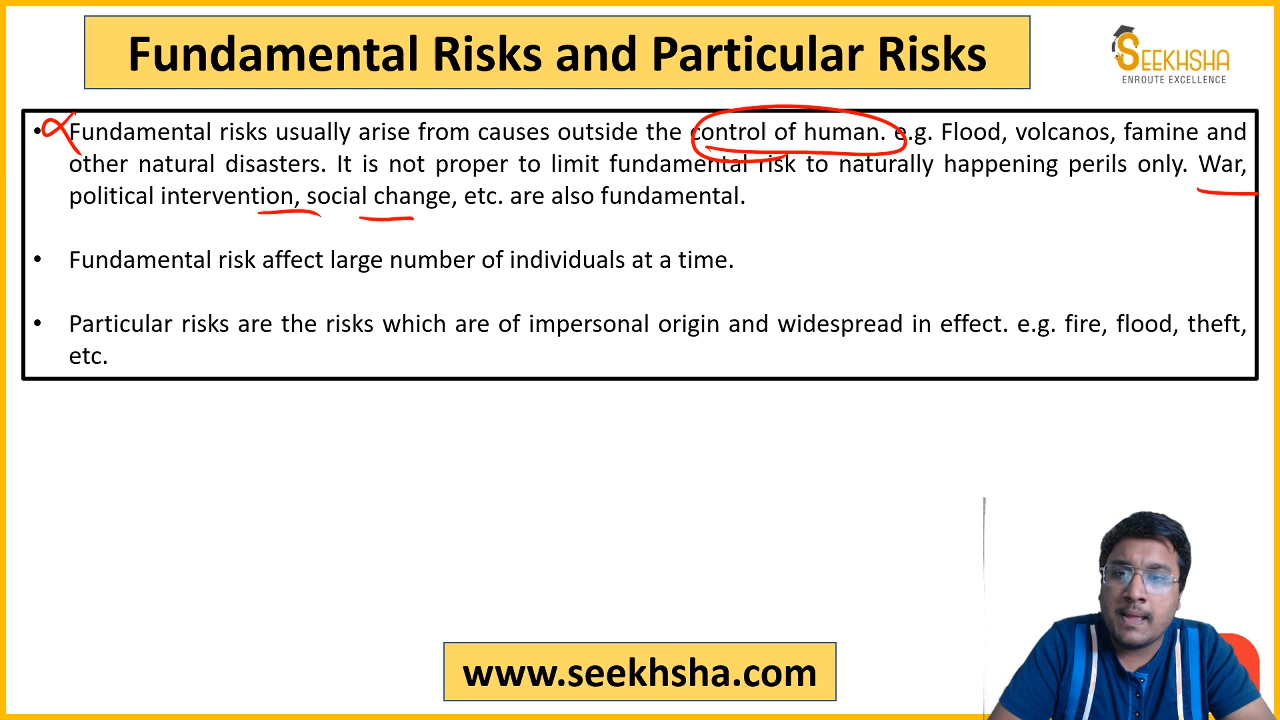 Fundamental Risks and Particular Risks
SEEKHSHA
ENROUTE EXCELLENCE
• Fundamental risks usually arise from causes outside the control of human. e.g. Flood, volcanos, famine and
other natural disasters. It is not proper to limit fundamental risk to naturally happening perils only. War,
political intervention, social change, etc. are also fundamental.
• Fundamental risk affect large number of individuals at a time.
• Particular risks are the risks which are of impersonal origin and widespread in effect. e.g. fire, flood, theft,
etc.
www.seekhsha.com